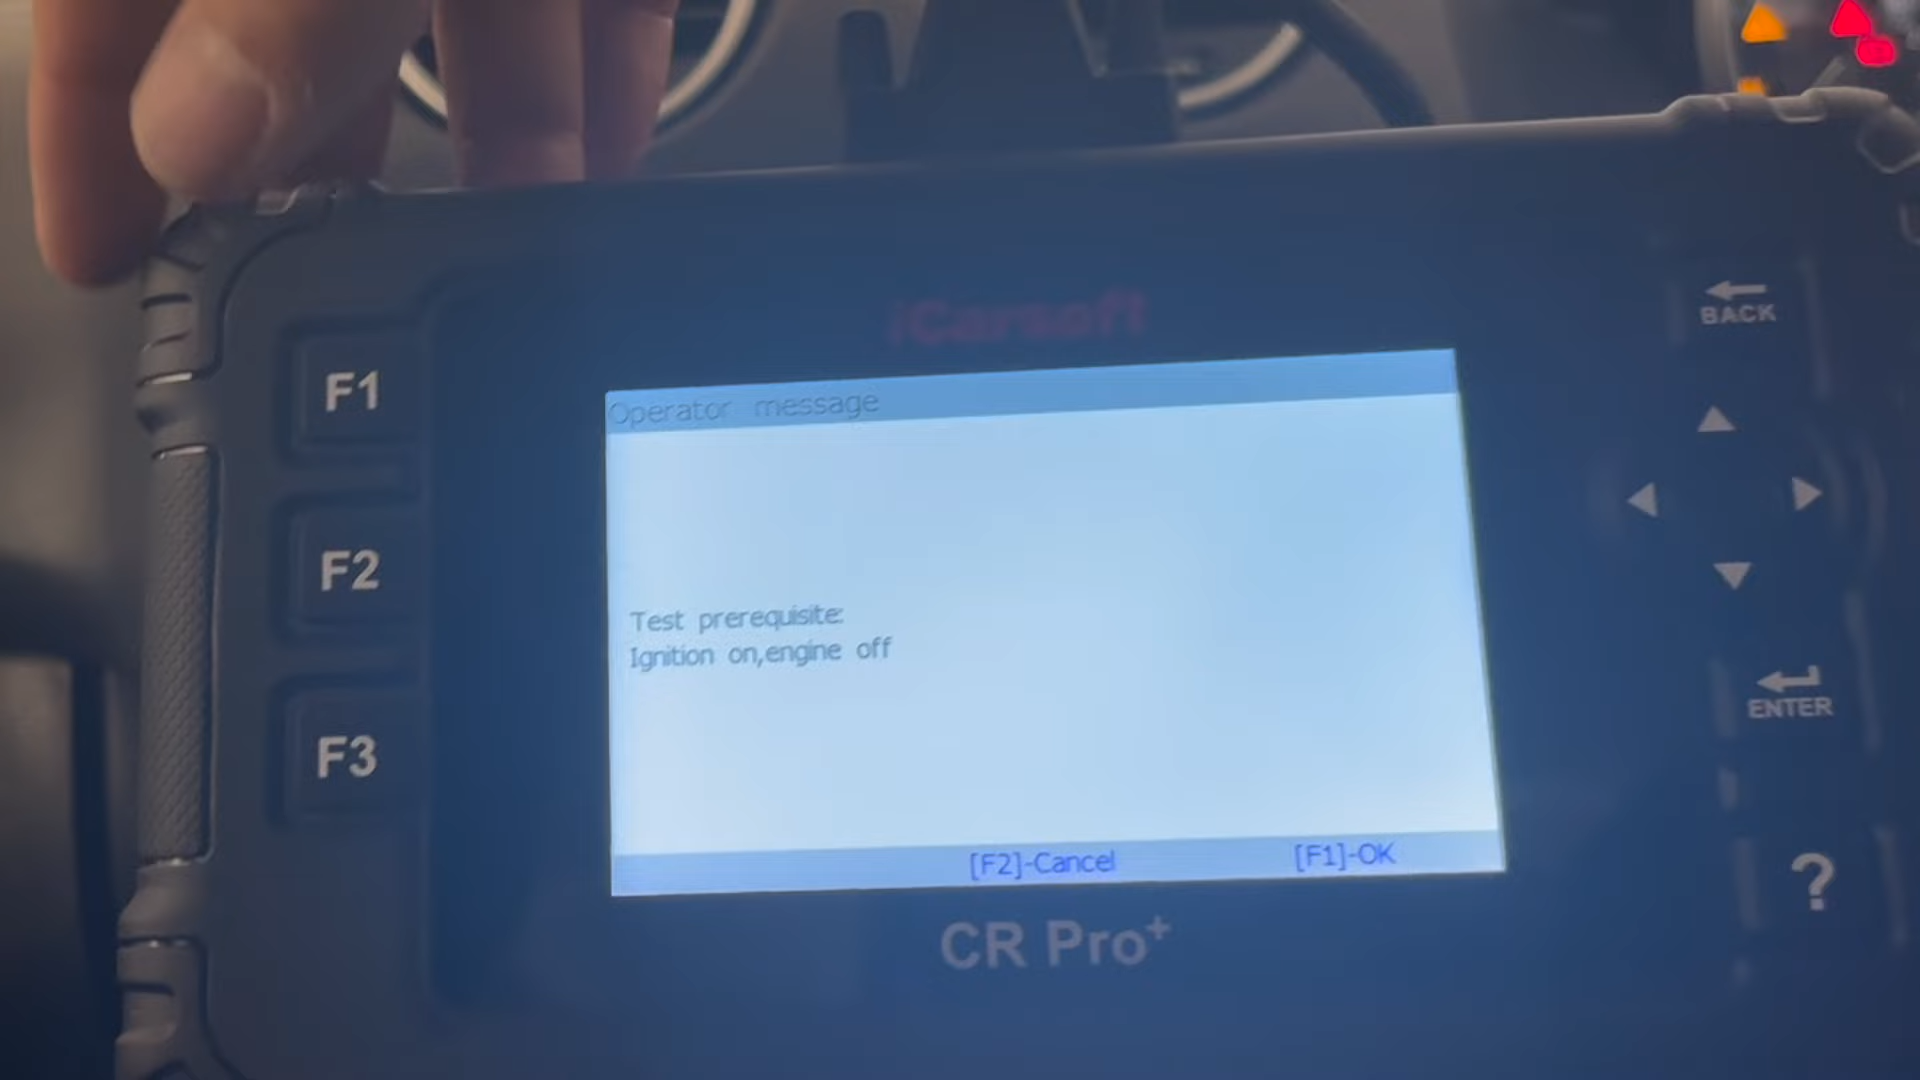 iCarsoft
BACK
F1
Operator message
F2
Test prerequisite:
Ignition on,engine off
ENTER
F3
[F2]-Cancel [F1]-OK
?
CR Pro+